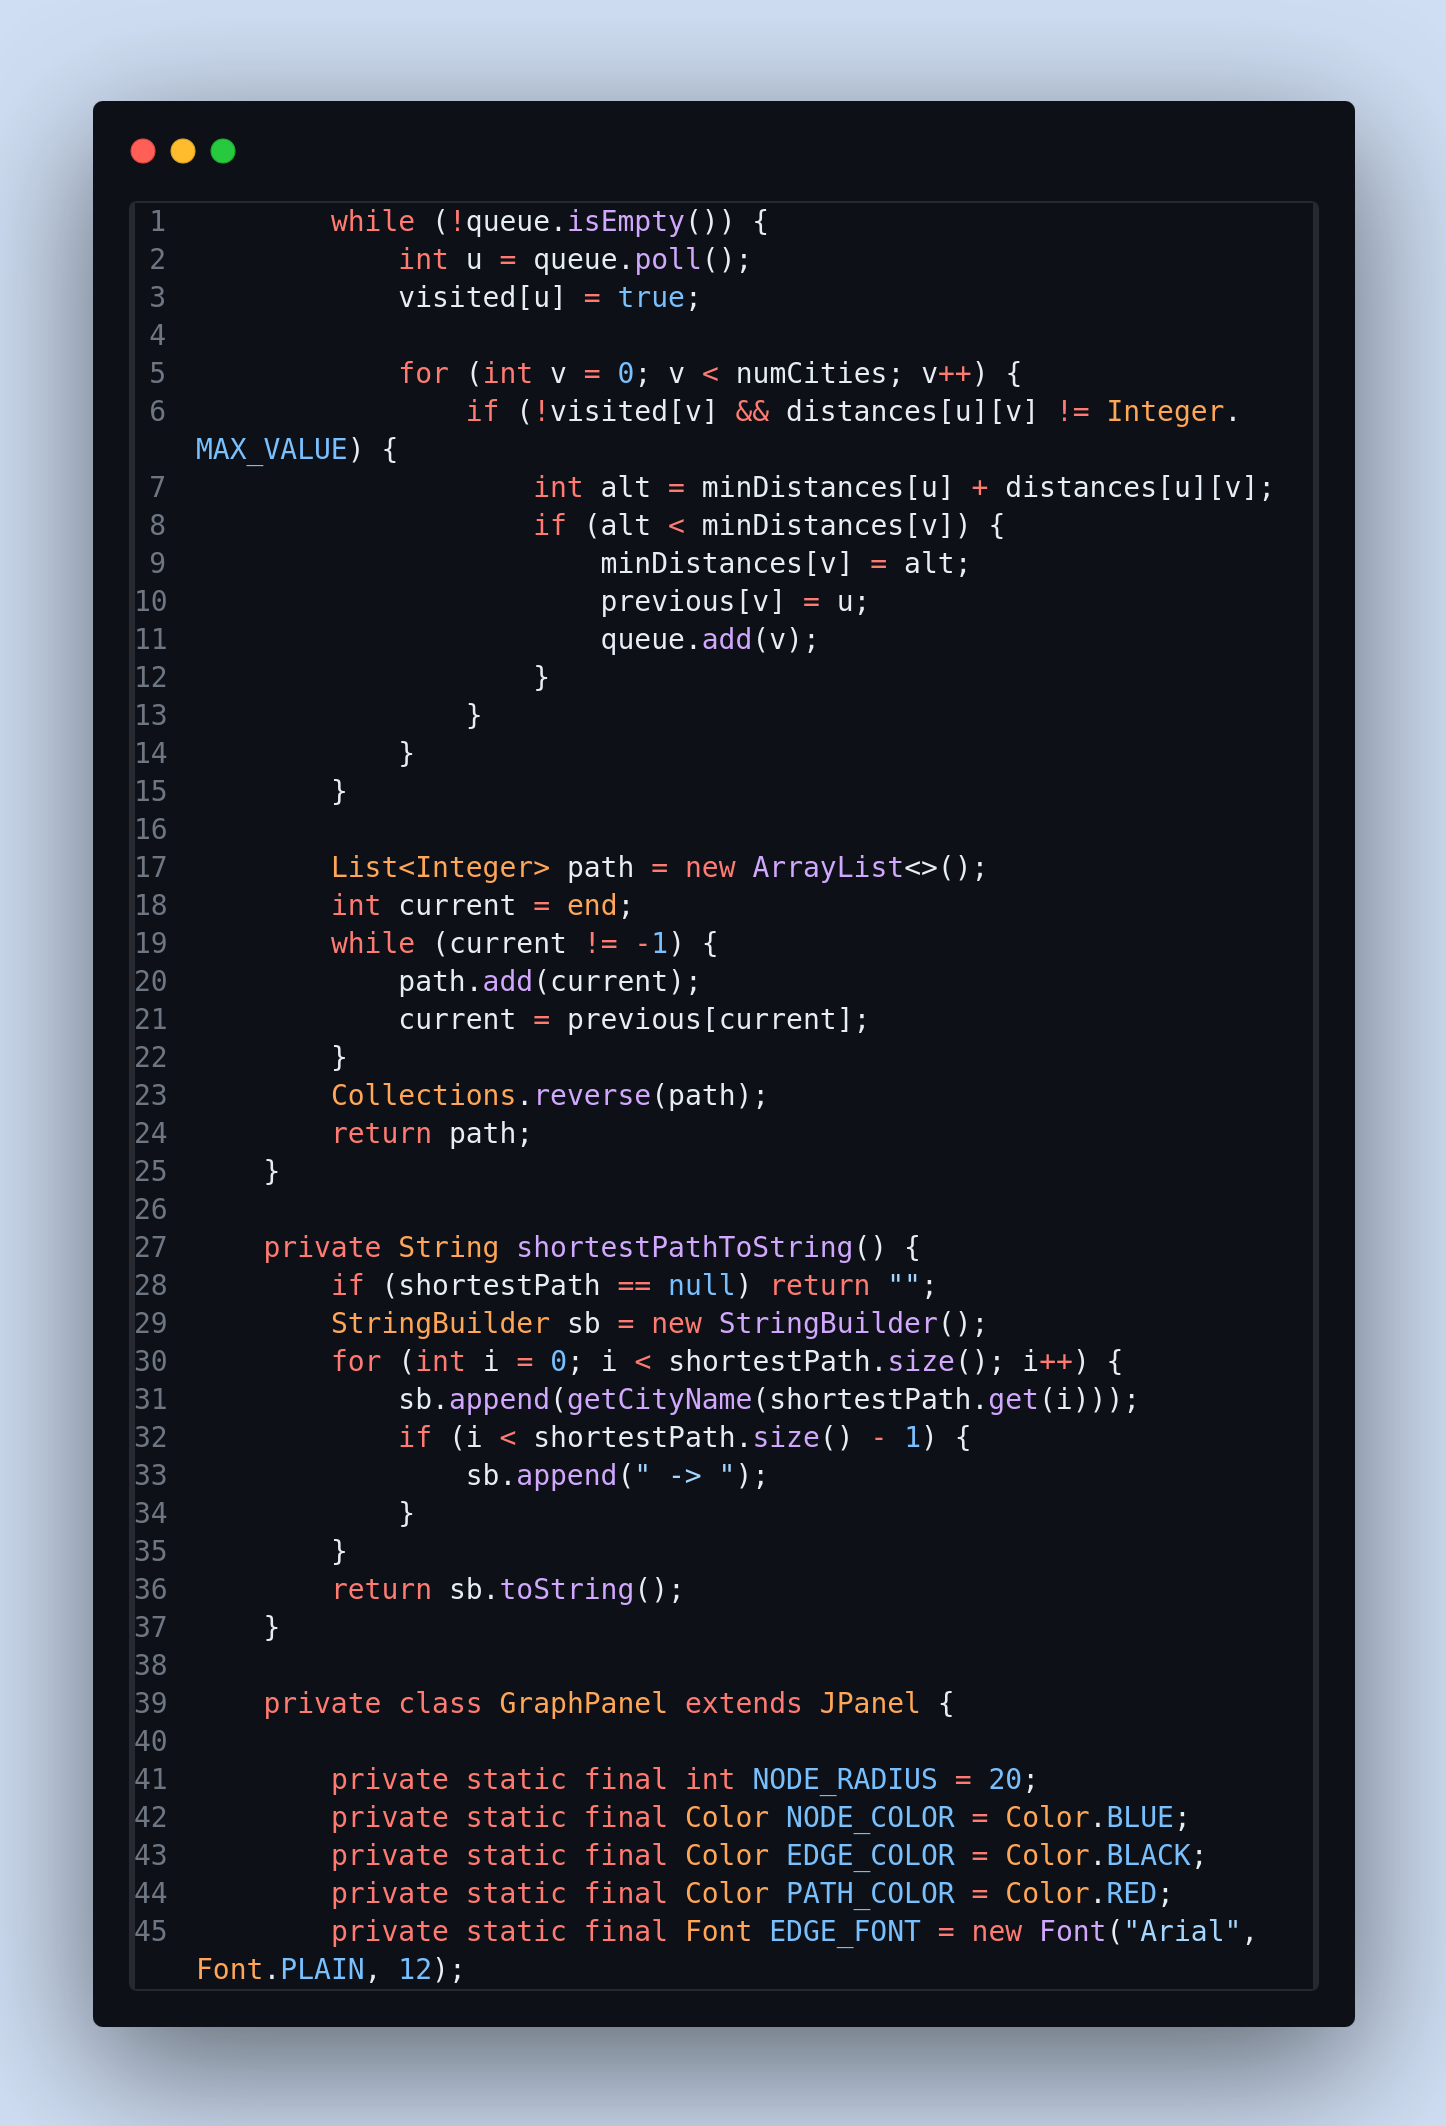 1         while (!queue.isEmpty()) {
2             int u = queue.poll();
3             visited[u] = true;
4
5             for (int v = 0; v < numCities; v++) {
6                 if (!visited[v] && distances[u][v] != Integer.
MAX_VALUE) {
7                     int alt = minDistances[u] + distances[u][v];
8                     if (alt < minDistances[v]) {
9                         minDistances[v] = alt;
10                         previous[v] = u;
11                         queue.add(v);
12                     }
13                 }
14             }
15         }
16
17         List<Integer> path = new ArrayList<>();
18         int current = end;
19         while (current != -1) {
20             path.add(current);
21             current = previous[current];
22         }
23         Collections.reverse(path);
24         return path;
25     }
26
27     private String shortestPathToString() {
28         if (shortestPath == null) return "";
29         StringBuilder sb = new StringBuilder();
30         for (int i = 0; i < shortestPath.size(); i++) {
31             sb.append(getCityName(shortestPath.get(i)));
32             if (i < shortestPath.size() - 1) {
33                 sb.append(" -> ");
34             }
35         }
36         return sb.toString();
37     }
38
39     private class GraphPanel extends JPanel {
40
41         private static final int NODE_RADIUS = 20;
42         private static final Color NODE_COLOR = Color.BLUE;
43         private static final Color EDGE_COLOR = Color.BLACK;
44         private static final Color PATH_COLOR = Color.RED;
45         private static final Font EDGE_FONT = new Font("Arial",
Font.PLAIN, 12);